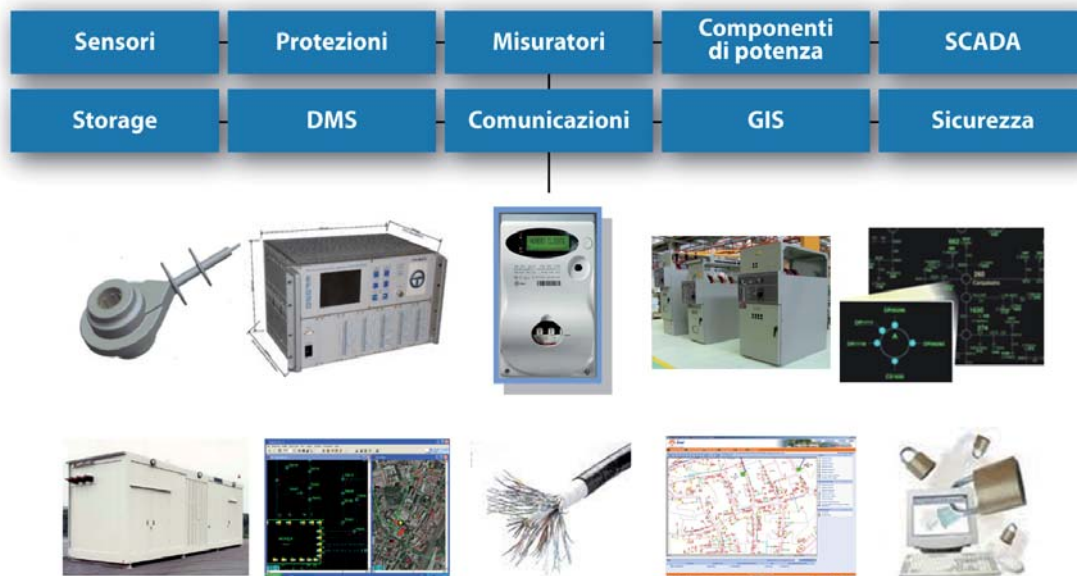 Sensori
Protezioni
Misuratori
Componenti
di potenza
SCADA
Storage
DMS
Comunicazioni
GIS
Sicurezza